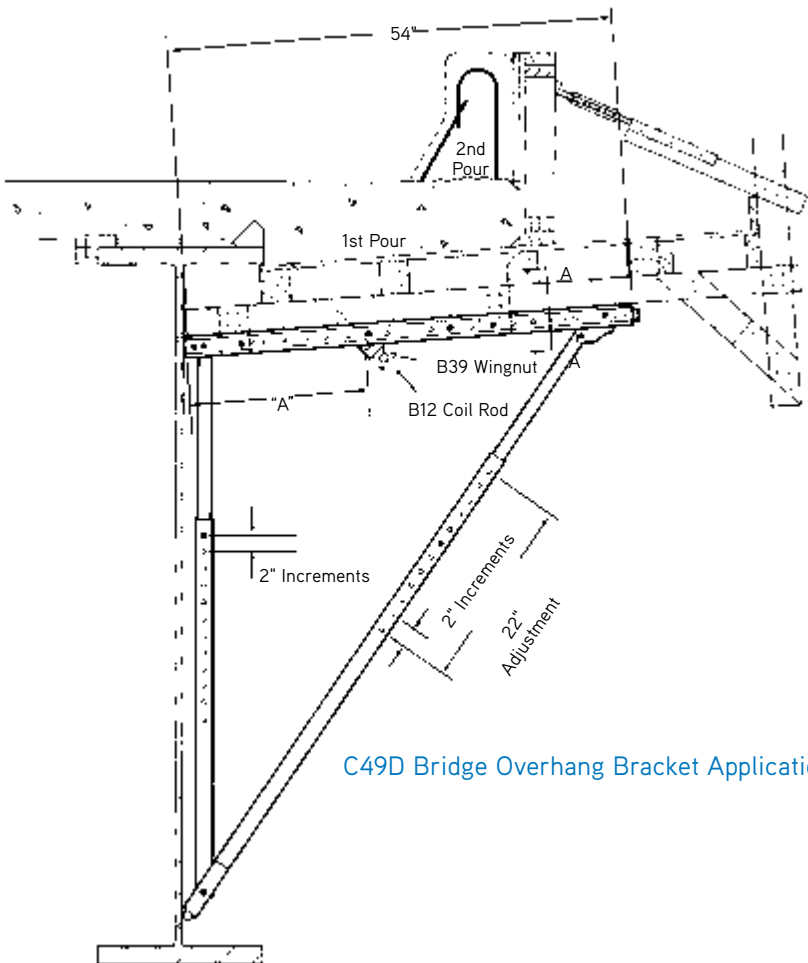 54"
2nd
Pour
1st Pour
A
B39 Wingnut
A
"A"
B12 Coil Rod
2" Increments
2" Increments
22"
Adjustment
C49D Bridge Overhang Bracket Applicati